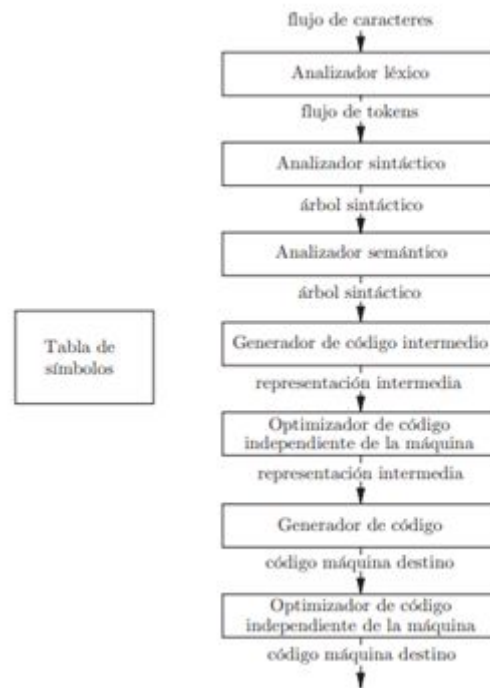 flujo de caracteres
Analizador léxico
flujo de tokens
Analizador sintáctico
árbol sintáctico
Analizador semántico
árbol sintáctico
Tabla de
símbolos
Generador de código intermedio
representación intermedia
Optimizador de código
independiente de la máquina
representación intermedia
Generador de código
código máquina destino
Optimizador de código
independiente de la máquina
código máquina destino